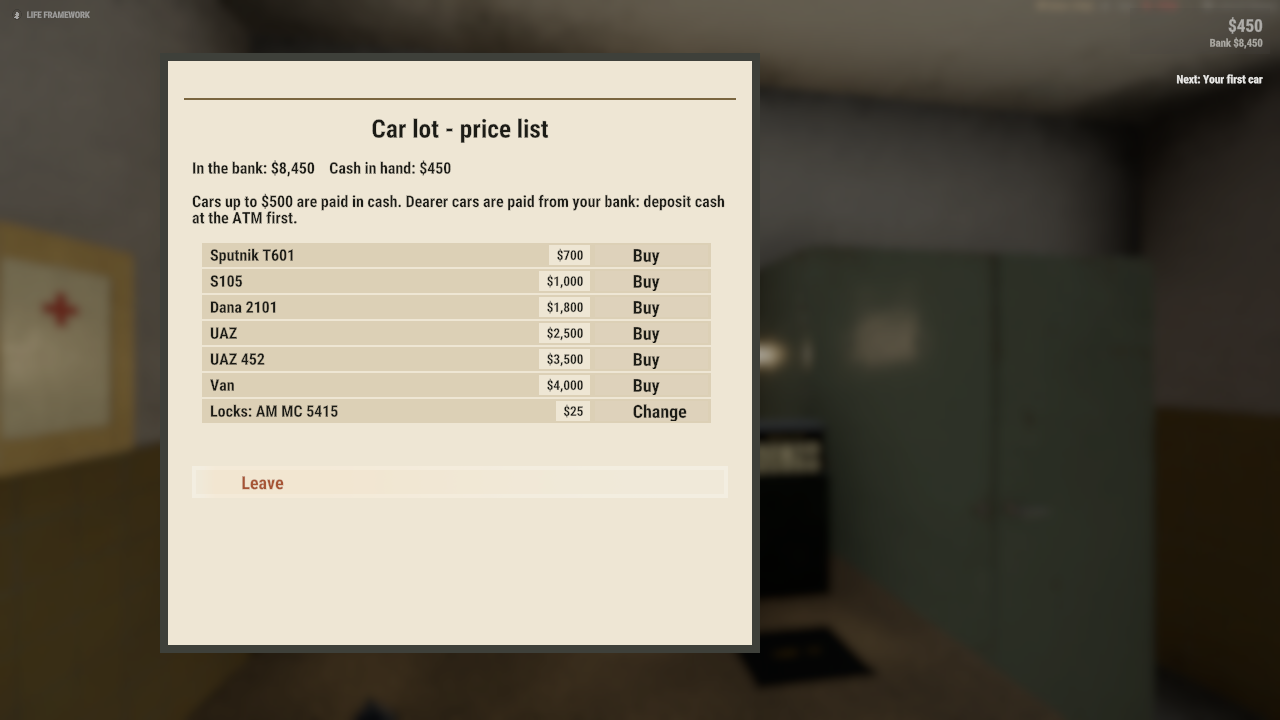 LIFE FRAMEWORK
$450
Bank $8,450
Next: Your first car
Car lot - price list
In the bank: $8,450 Cash in hand: $450
Cars up to $500 are paid in cash. Dearer cars are paid from your bank: deposit cash
at the ATM first.
Sputnik T601 $700 Buy
S105 $1,000 Buy
Dana 2101 $1,800 Buy
UAZ $2,500 Buy
UAZ 452 $3,500 Buy
Van $4,000 Buy
Locks: AM MC 5415 $25 Change
Leave